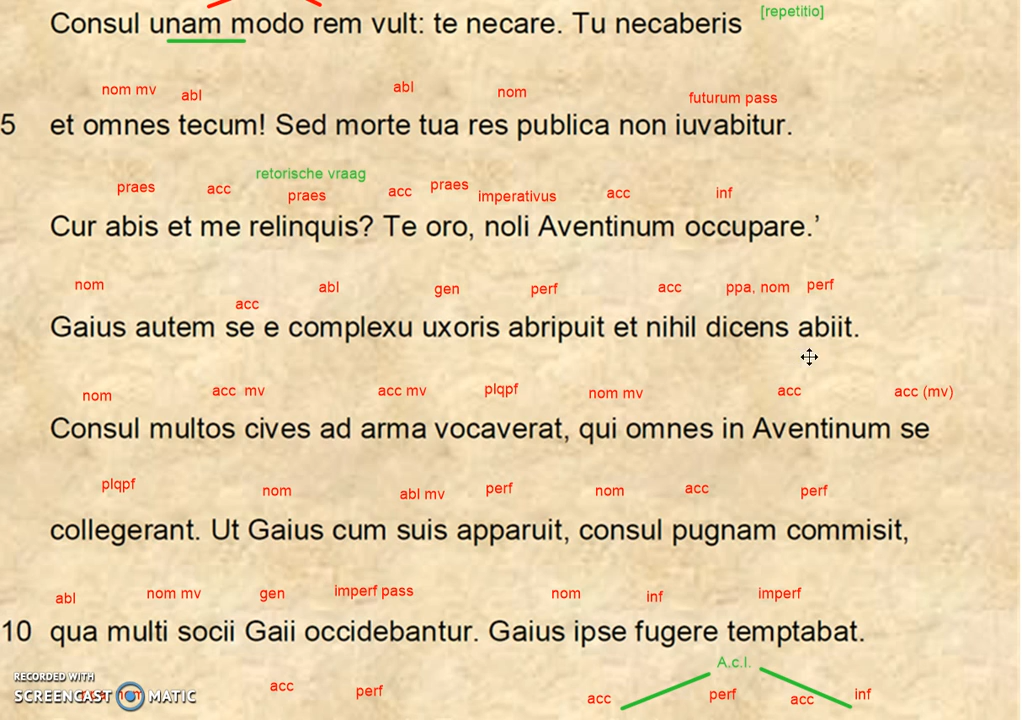 Consul unam modo rem vult: te necare. Tu necaberis [repetitio]
nom mv abl abl nom futurum pass
5 et omnes tecum! Sed morte tua res publica non iuvabitur.
retorische vraag
praes acc praes acc praes imperativus acc inf
Cur abis et me relinquis? Te oro, noli Aventinum occupare.’
nom acc abl gen perf acc ppa, nom perf
Gaius autem se e complexu uxoris abripuit et nihil dicens abiit.
nom acc mv acc mv plqpf nom mv acc acc (mv)
Consul multos cives ad arma vocaverat, qui omnes in Aventinum se
plqpf nom abl mv perf nom acc perf
collegerant. Ut Gaius cum suis apparuit, consul pugnam commisit,
abl nom mv gen imperf pass nom inf imperf
10 qua multi socii Gaii occidebantur. Gaius ipse fugere temptabat.
A.c.I.
RECORDED WITH
SCREENCAST MATIC
acc perf acc perf acc inf